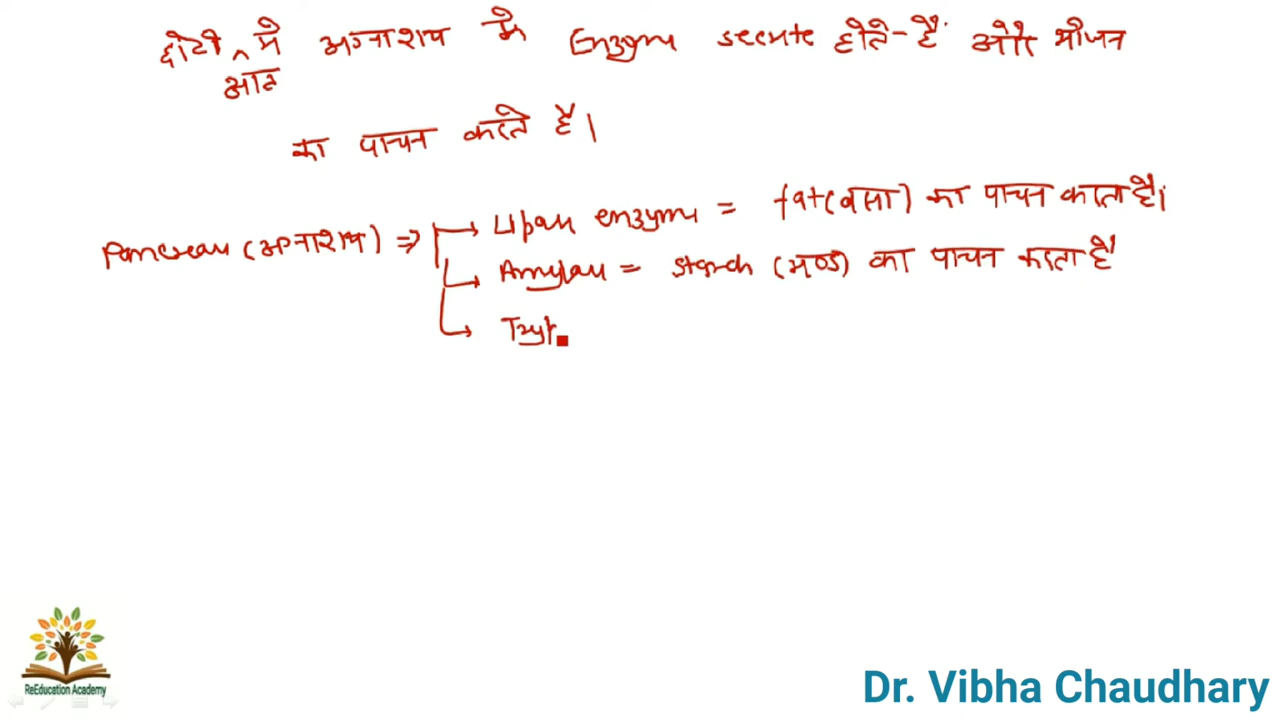 छोटी आंत में अग्नाशय के Enzyme secrete होते हैं और भोजन
का पाचन करते हैं।
Pancreas (अग्नाशय) ⇒ → Lipase enzyme = fat (वसा) का पाचन करता है।
→ Amylase = starch (मण्ड) का पाचन करता है
→ Tryp
ReEducation Academy
Dr. Vibha Chaudhary